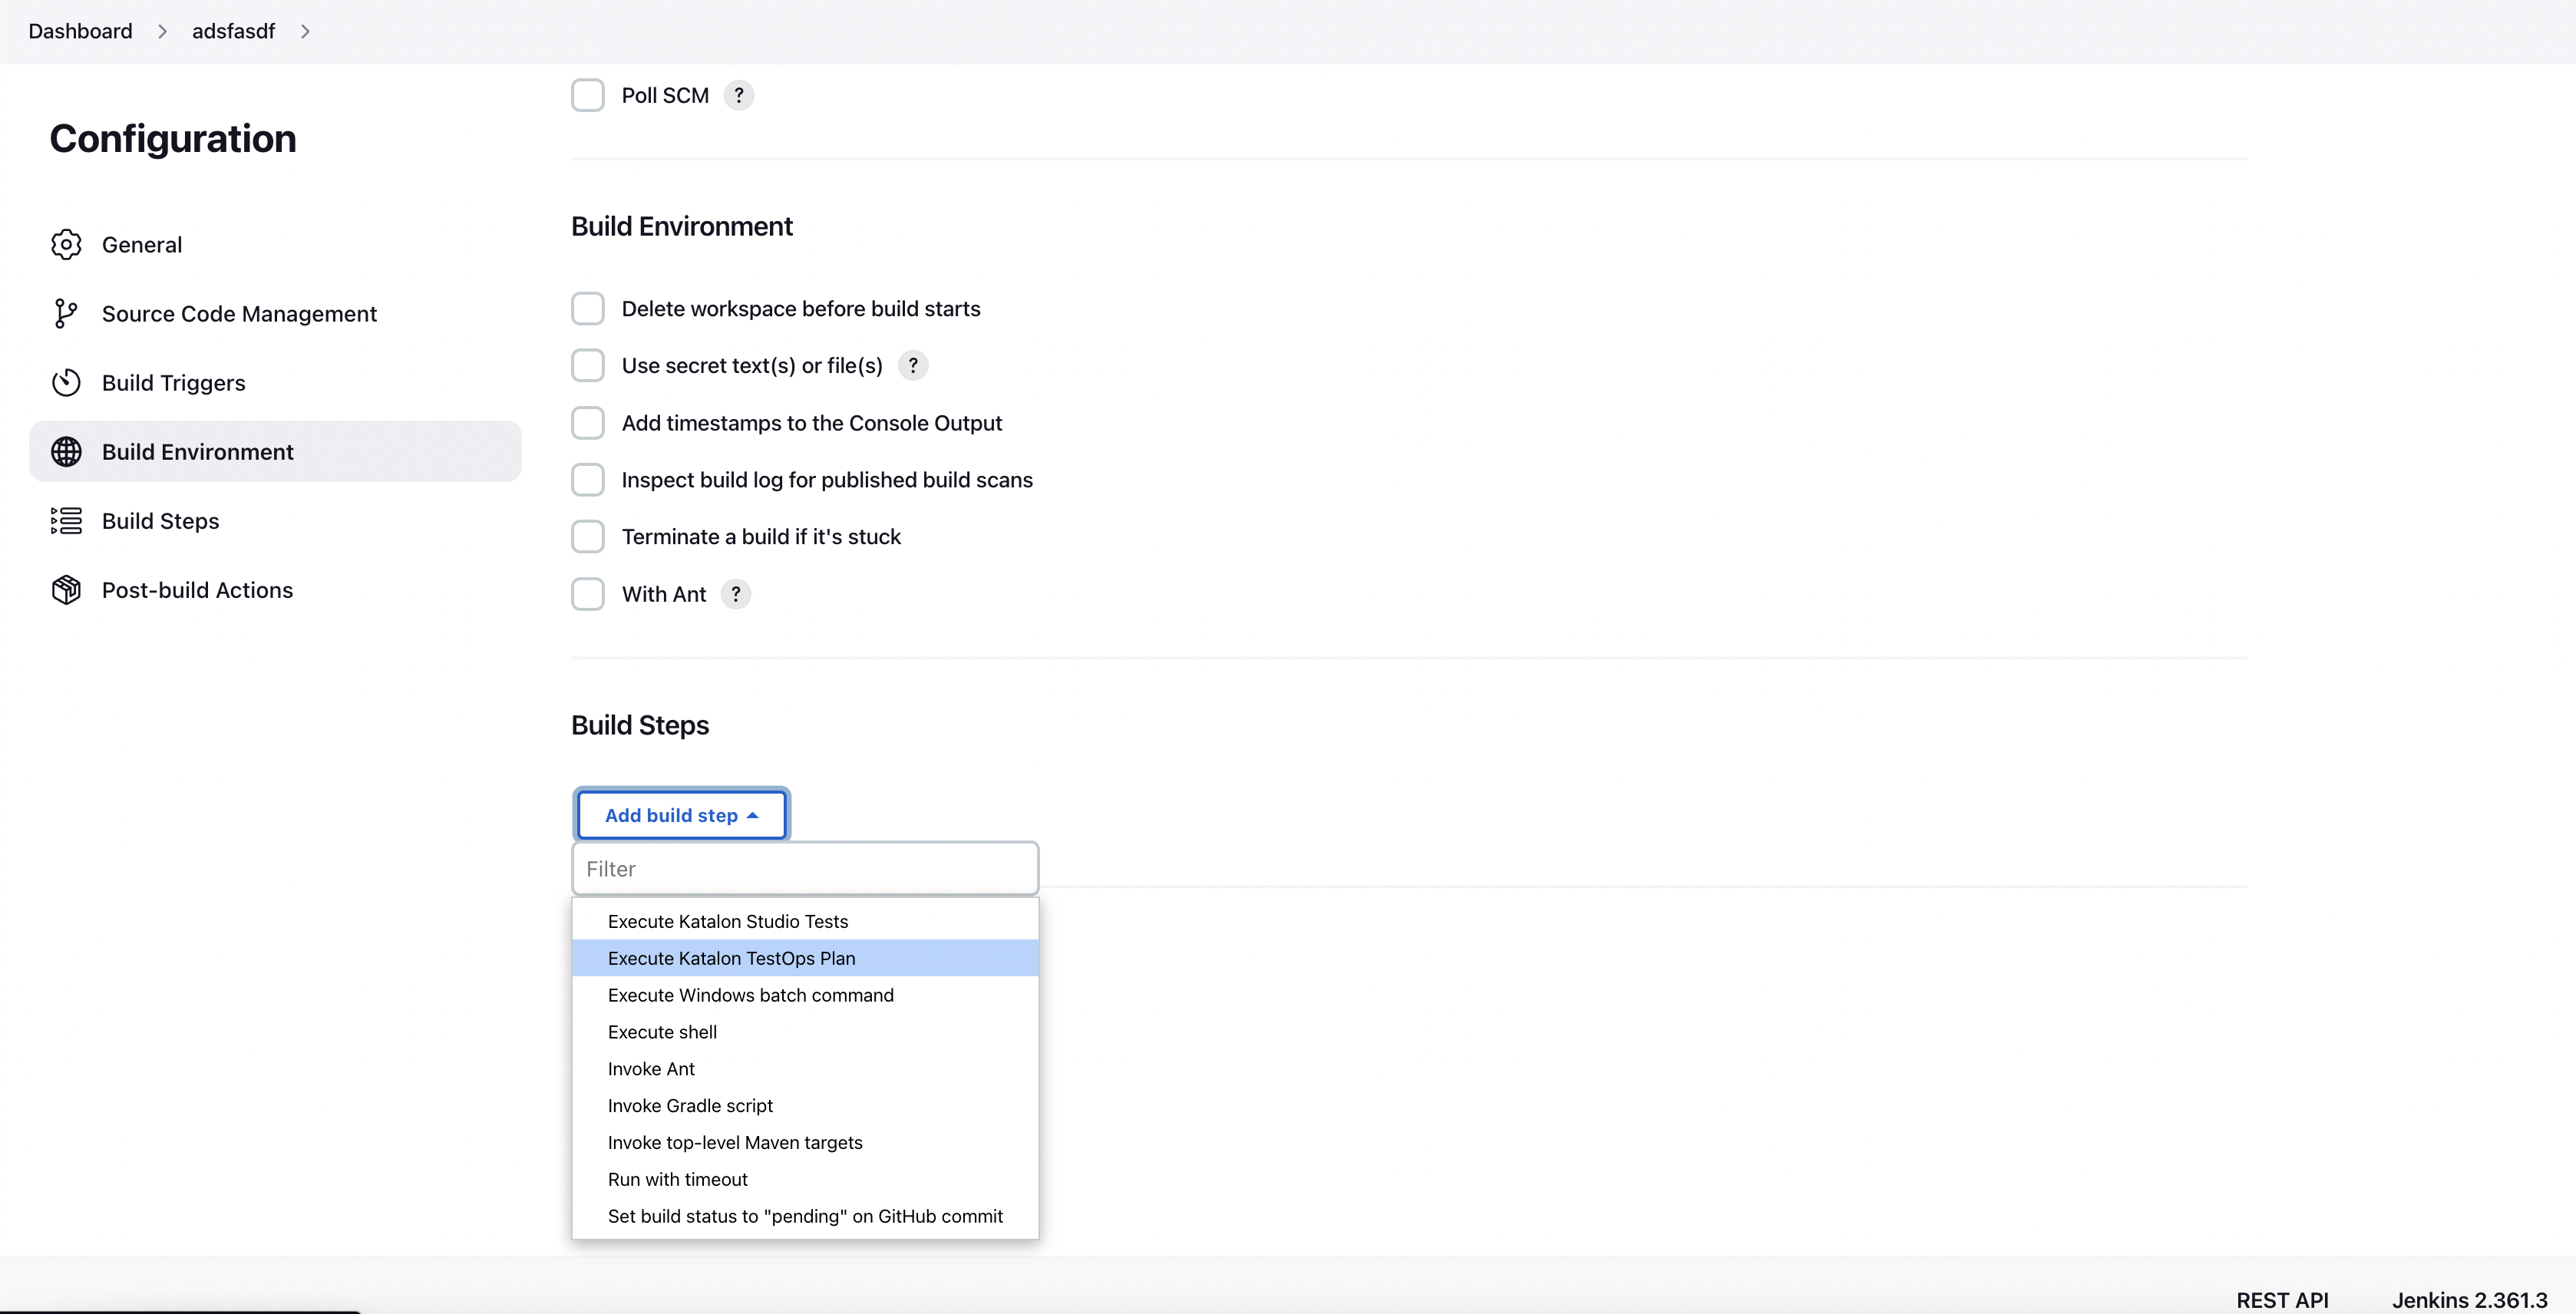 Dashboard > adsfasdf >
Configuration
General
Source Code Management
Build Triggers
Build Environment
Build Steps
Post-build Actions
Poll SCM ?
Build Environment
Delete workspace before build starts
Use secret text(s) or file(s) ?
Add timestamps to the Console Output
Inspect build log for published build scans
Terminate a build if it's stuck
With Ant ?
Build Steps
Add build step
Filter
Execute Katalon Studio Tests
Execute Katalon TestOps Plan
Execute Windows batch command
Execute shell
Invoke Ant
Invoke Gradle script
Invoke top-level Maven targets
Run with timeout
Set build status to "pending" on GitHub commit
REST API Jenkins 2.361.3